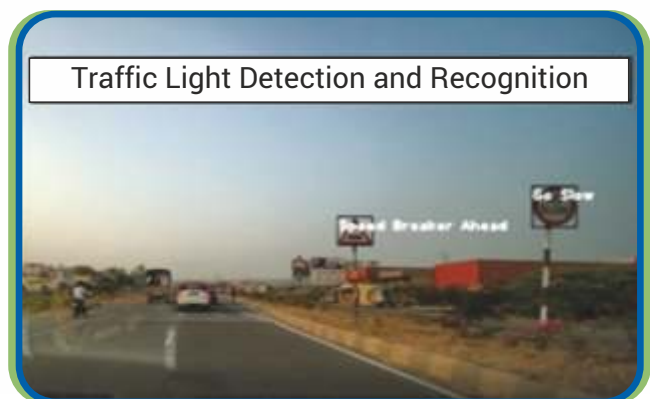 Traffic Light Detection and Recognition
Go Slow
Speed Breaker Ahead